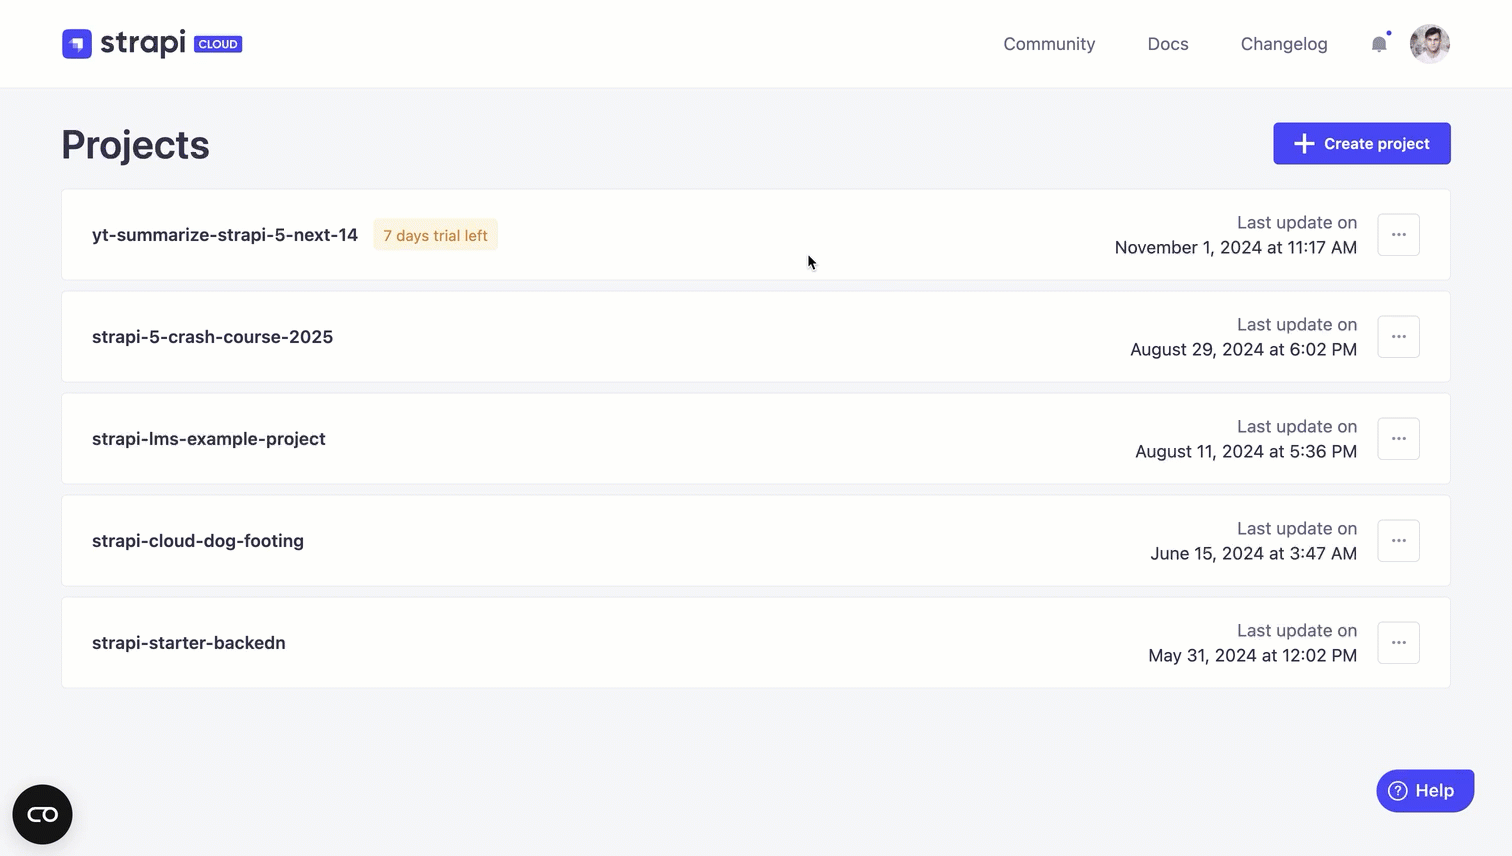 strapi CLOUD
Community
Docs
Changelog
Projects
Create project
yt-summarize-strapi-5-next-14
7 days trial left
Last update on
November 1, 2024 at 11:17 AM
strapi-5-crash-course-2025
Last update on
August 29, 2024 at 6:02 PM
strapi-lms-example-project
Last update on
August 11, 2024 at 5:36 PM
strapi-cloud-dog-footing
Last update on
June 15, 2024 at 3:47 AM
strapi-starter-backedn
Last update on
May 31, 2024 at 12:02 PM
? Help